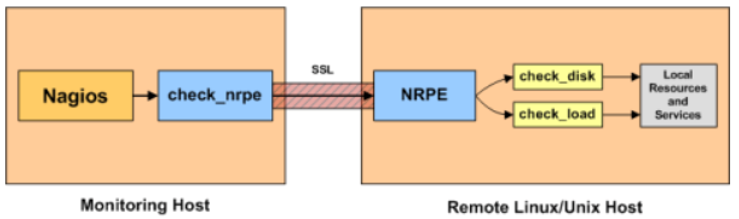 Nagios
check_nrpe
SSL
NRPE
check_disk
check_load
Local
Resources
and
Services
Monitoring Host
Remote Linux/Unix Host